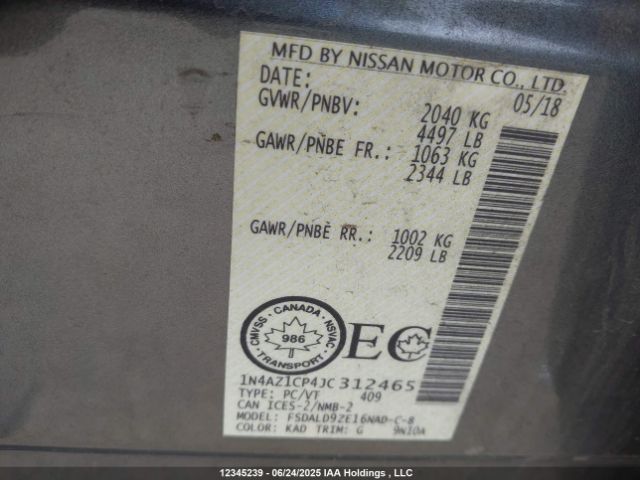 MFD BY NISSAN MOTOR CO., LTD.
DATE: 05/18
GVWR/PNBV: 2040 KG
4497 LB
GAWR/PNBE FR.: 1063 KG
2344 LB
GAWR/PNBE RR.: 1002 KG
2209 LB
CANADA
CMVSS NSVAC
986
TRANSPORT
EC
1N4AZ1CP4JC312465
TYPE: PC/VT 409
CAN ICES-2/NMB-2
MODEL: FSDALD9ZE16NAD-C-8
COLOR: KAD TRIM: G 9N10A
12345239 - 06/24/2025 IAA Holdings , LLC